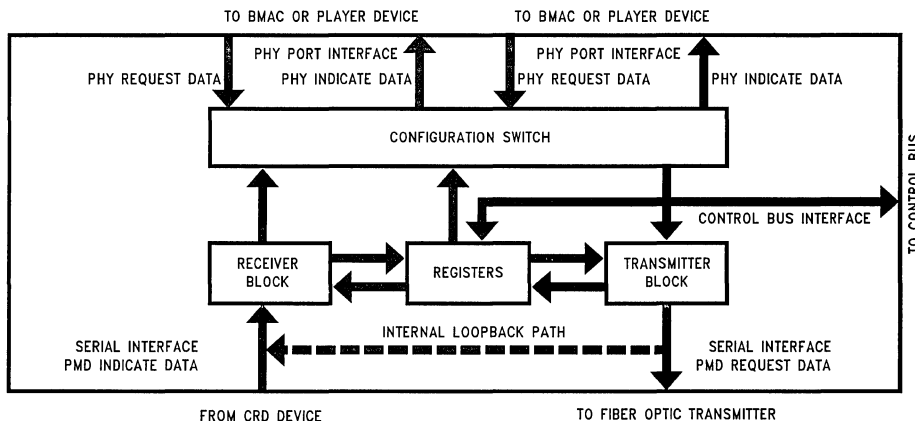 TO BMAC OR PLAYER DEVICE
TO BMAC OR PLAYER DEVICE
PHY PORT INTERFACE
PHY PORT INTERFACE
PHY REQUEST DATA
PHY INDICATE DATA
PHY REQUEST DATA
PHY INDICATE DATA
CONFIGURATION SWITCH
TO CONTROL BUS
CONTROL BUS INTERFACE
RECEIVER
BLOCK
REGISTERS
TRANSMITTER
BLOCK
INTERNAL LOOPBACK PATH
SERIAL INTERFACE
PMD INDICATE DATA
SERIAL INTERFACE
PMD REQUEST DATA
FROM CRD DEVICE
TO FIBER OPTIC TRANSMITTER